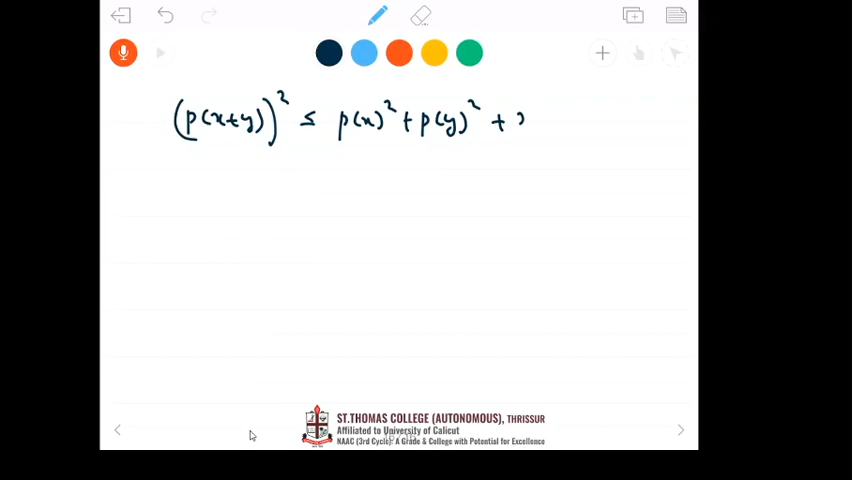 (p(x+y))² ≤ p(x)² + p(y)² +
ST.THOMAS COLLEGE (AUTONOMOUS), THRISSUR
Affiliated to University of Calicut
NAAC (3rd Cycle): A Grade & College with Potential for Excellence